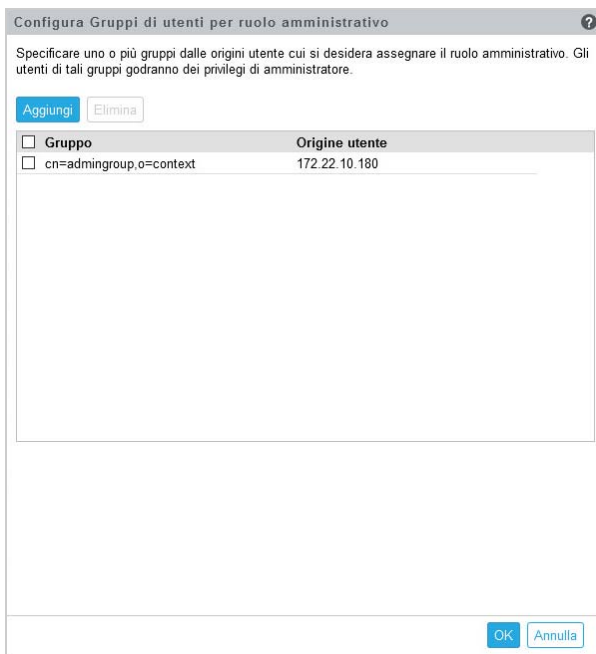 Configura Gruppi di utenti per ruolo amministrativo ?
Specificare uno o più gruppi dalle origini utente cui si desidera assegnare il ruolo amministrativo. Gli
utenti di tali gruppi godranno dei privilegi di amministratore.
Aggiungi Elimina
Gruppo Origine utente
cn=admingroup,o=context 172.22.10.180
OK Annulla